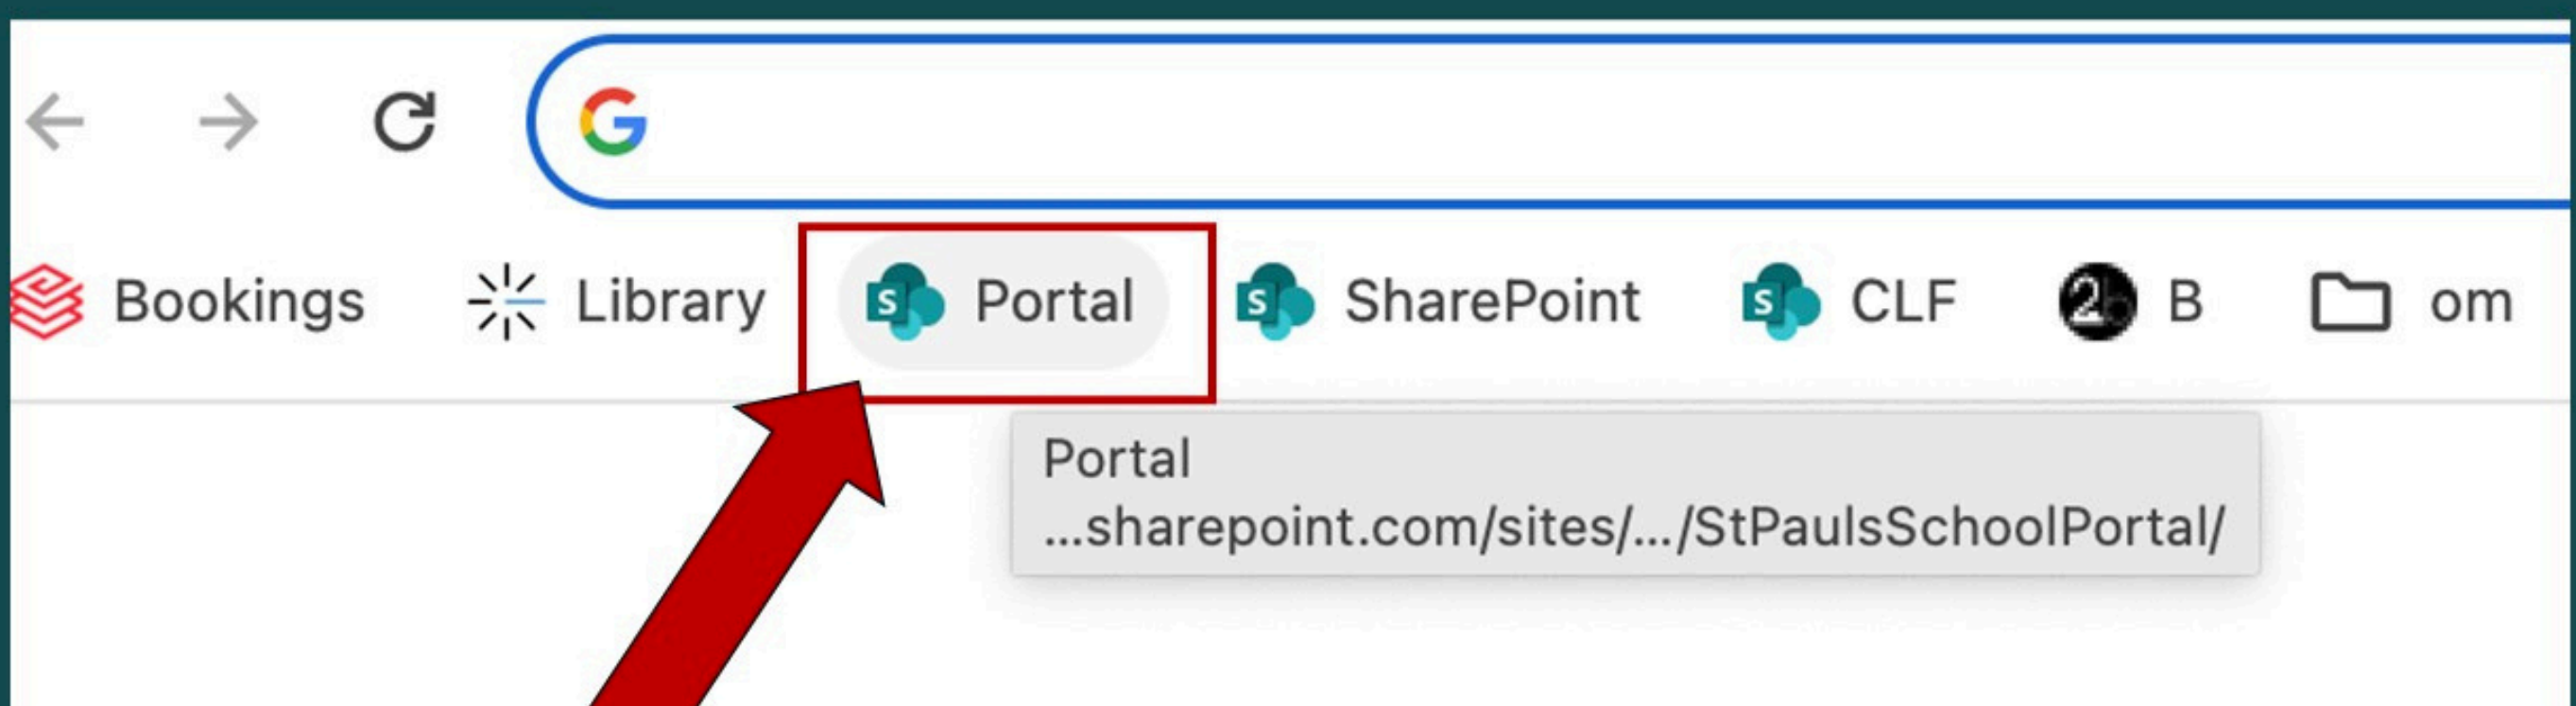 Bookings Library Portal SharePoint CLF B om
Portal
...sharepoint.com/sites/.../StPaulsSchoolPortal/